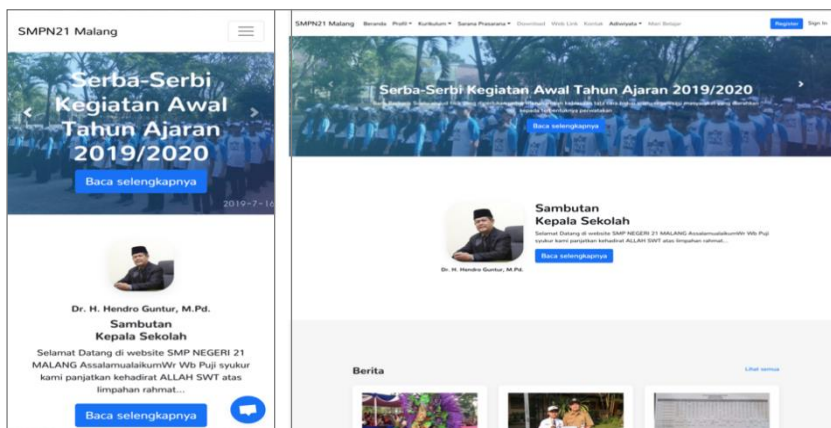 SMPN21 Malang
Serba-Serbi
Kegiatan Awal
Tahun Ajaran
2019/2020
Baca selengkapnya
2019-7-16
Dr. H. Hendro Guntur, M.Pd.
Sambutan
Kepala Sekolah
Selamat Datang di website SMP NEGERI 21
MALANG AssalamualaikumWr Wb Puji syukur
kami panjatkan kehadirat ALLAH SWT atas
limpahan rahmat...
Baca selengkapnya
SMPN21 Malang Beranda Profil Kurikulum Sarana Prasarana Download Web Link Kontak Adiwiyata Mari Belajar Register Sign In
Serba-Serbi Kegiatan Awal Tahun Ajaran 2019/2020
Baca selengkapnya
Sambutan
Kepala Sekolah
Selamat Datang di website SMP NEGERI 21 MALANG AssalamualaikumWr Wb Puji
syukur kami panjatkan kehadirat ALLAH SWT atas limpahan rahmat...
Baca selengkapnya
Dr. H. Hendro Guntur, M.Pd.
Berita Lihat semua